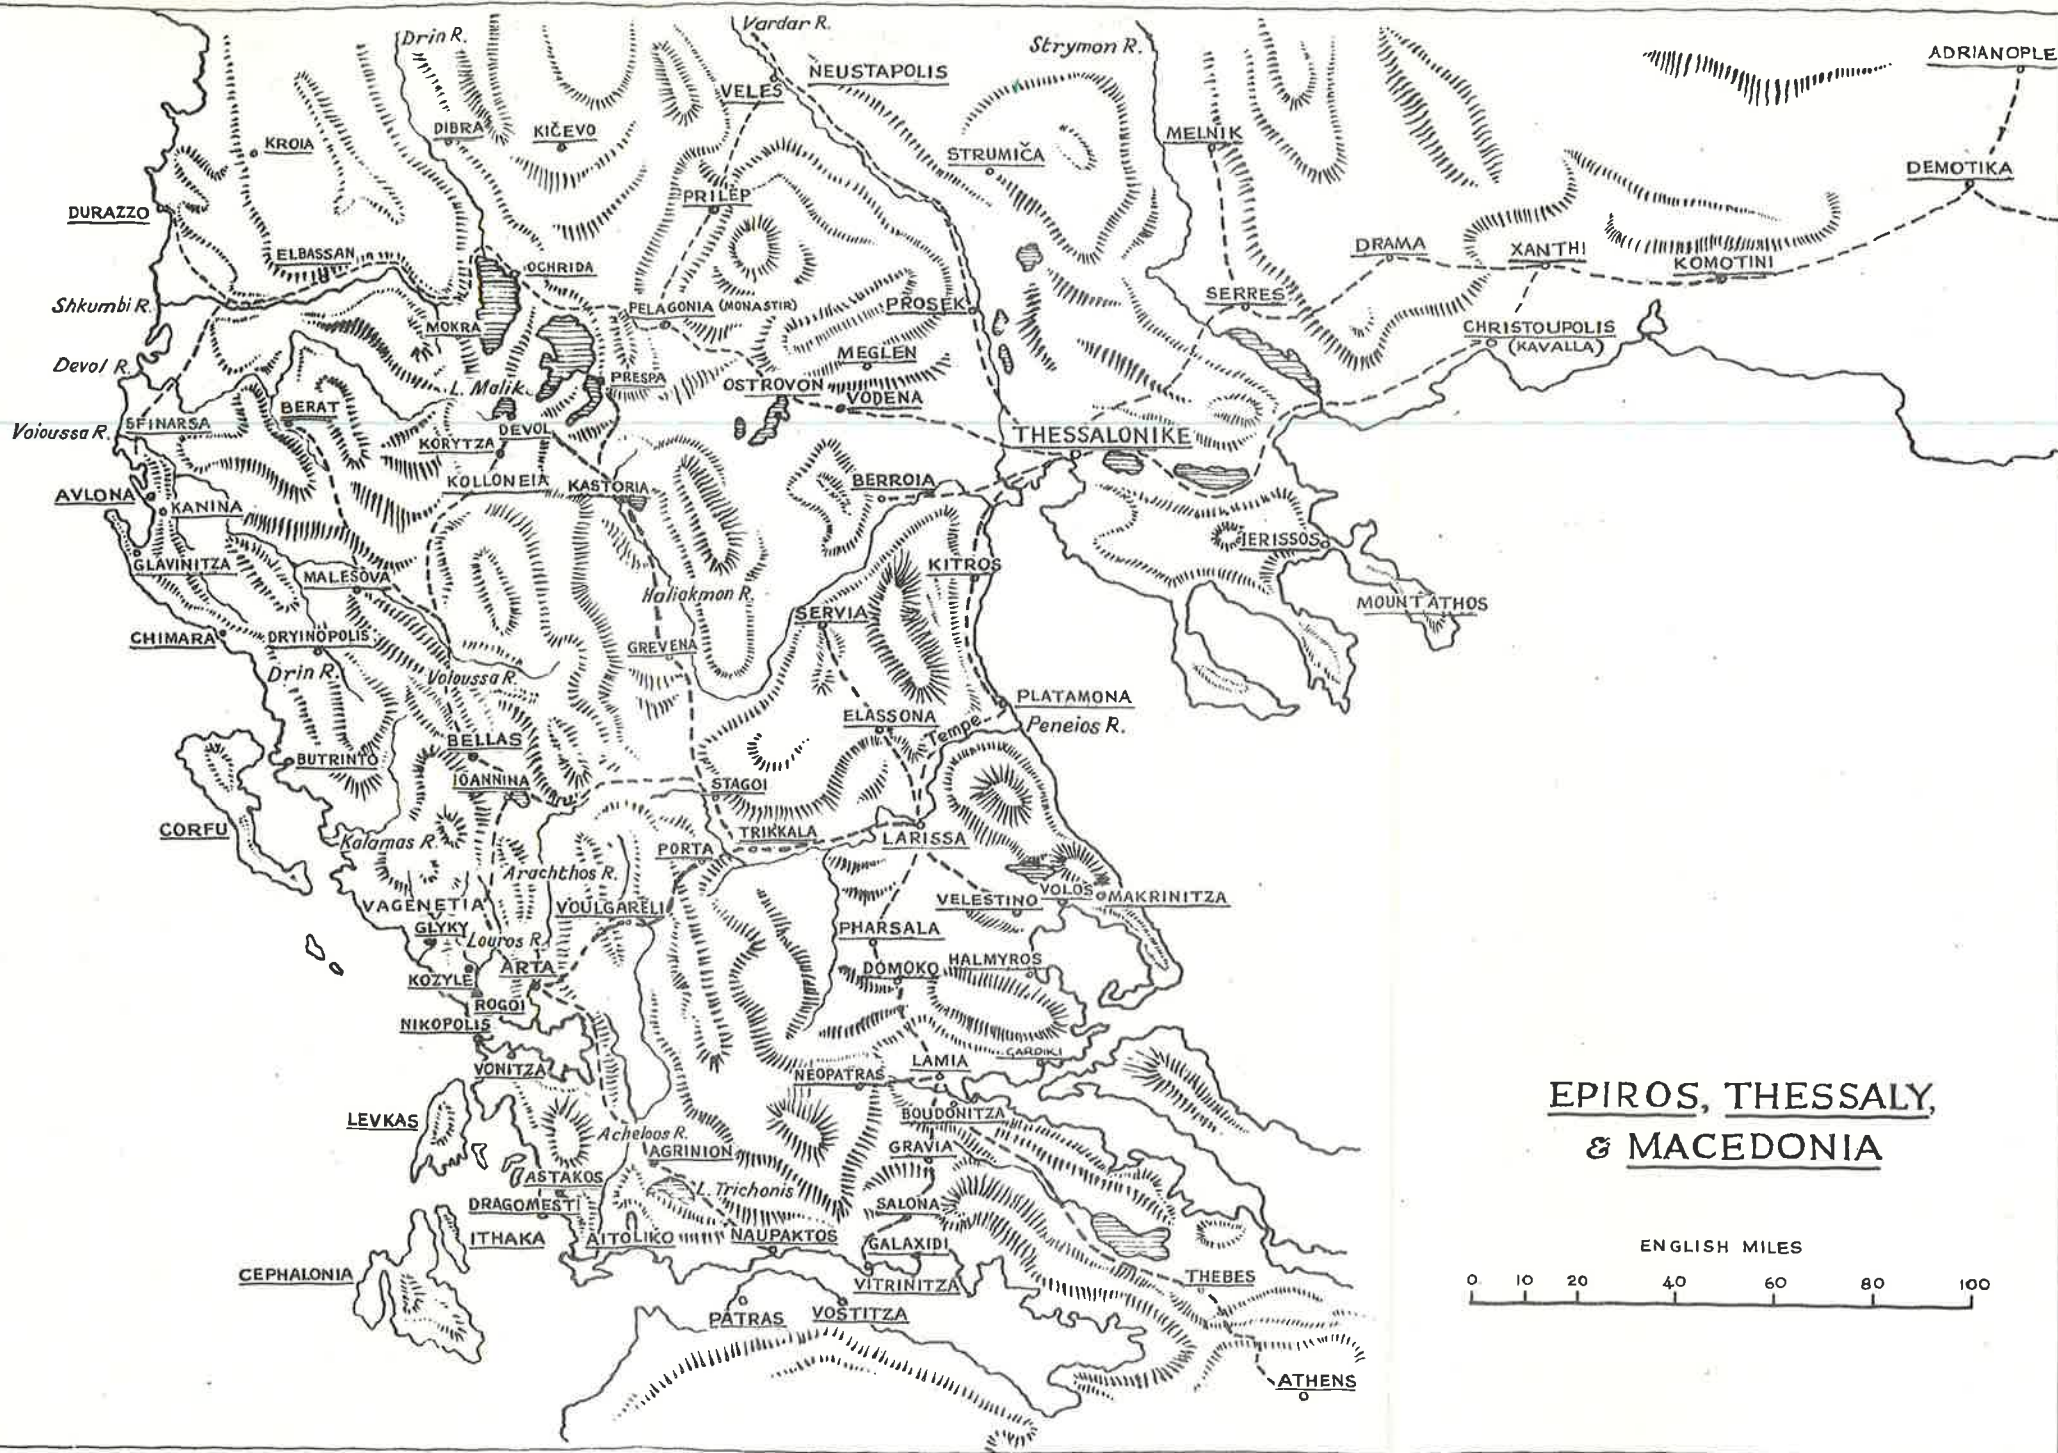 Vardar R.
Drin R.
Strymon R.
ADRIANOPLE
NEUSTAPOLIS
VELES
DIBRA
KIČEVO
MELNIK
KROIA
STRUMIČA
DEMOTIKA
PRILEP
DURAZZO
DRAMA
XANTHI
ELBASSAN
OCHRIDA
KOMOTINI
SERRES
Shkumbi R.
PELAGONIA (MONASTIR)
PROSEK
MOKRA
CHRISTOUPOLIS
(KAVALLA)
MEGLEN
Devol R.
L. Malik
PRESPA
OSTROVON
VODENA
BERAT
SFINARSA
Voioussa R.
DEVOL
THESSALONIKE
KORYTZA
KOLLONEIA
KASTORIA
BERROIA
AVLONA
KANINA
IERISSOS
GLAVINITZA
MALESOVA
KITROS
Haliakmon R.
MOUNT ATHOS
SERVIA
CHIMARA
DRYINOPOLIS
GREVENA
Drin R.
Voioussa R.
PLATAMONA
ELASSONA
Tempe
Peneios R.
BELLAS
BUTRINTO
IOANNINA
STAGOI
CORFU
TRIKKALA
LARISSA
Kalamas R.
PORTA
Arachthos R.
VOLOS
MAKRINITZA
VELESTINO
VAGENETIA
VOULGARELI
GLYKY
PHARSALA
Louros R.
HALMYROS
ARTA
DOMOKO
KOZYLE
ROGOI
NIKOPOLIS
GARDIKI
LAMIA
VONITZA
NEOPATRAS
EPIROS, THESSALY,
& MACEDONIA
BOUDONITZA
LEVKAS
Acheloos R.
GRAVIA
AGRINION
ASTAKOS
L. Trichonis
DRAGOMESTI
SALONA
ITHAKA
AITOLIKO
NAUPAKTOS
GALAXIDI
ENGLISH MILES
CEPHALONIA
VITRINITZA
THEBES
0 10 20 40 60 80 100
PATRAS
VOSTITZA
ATHENS